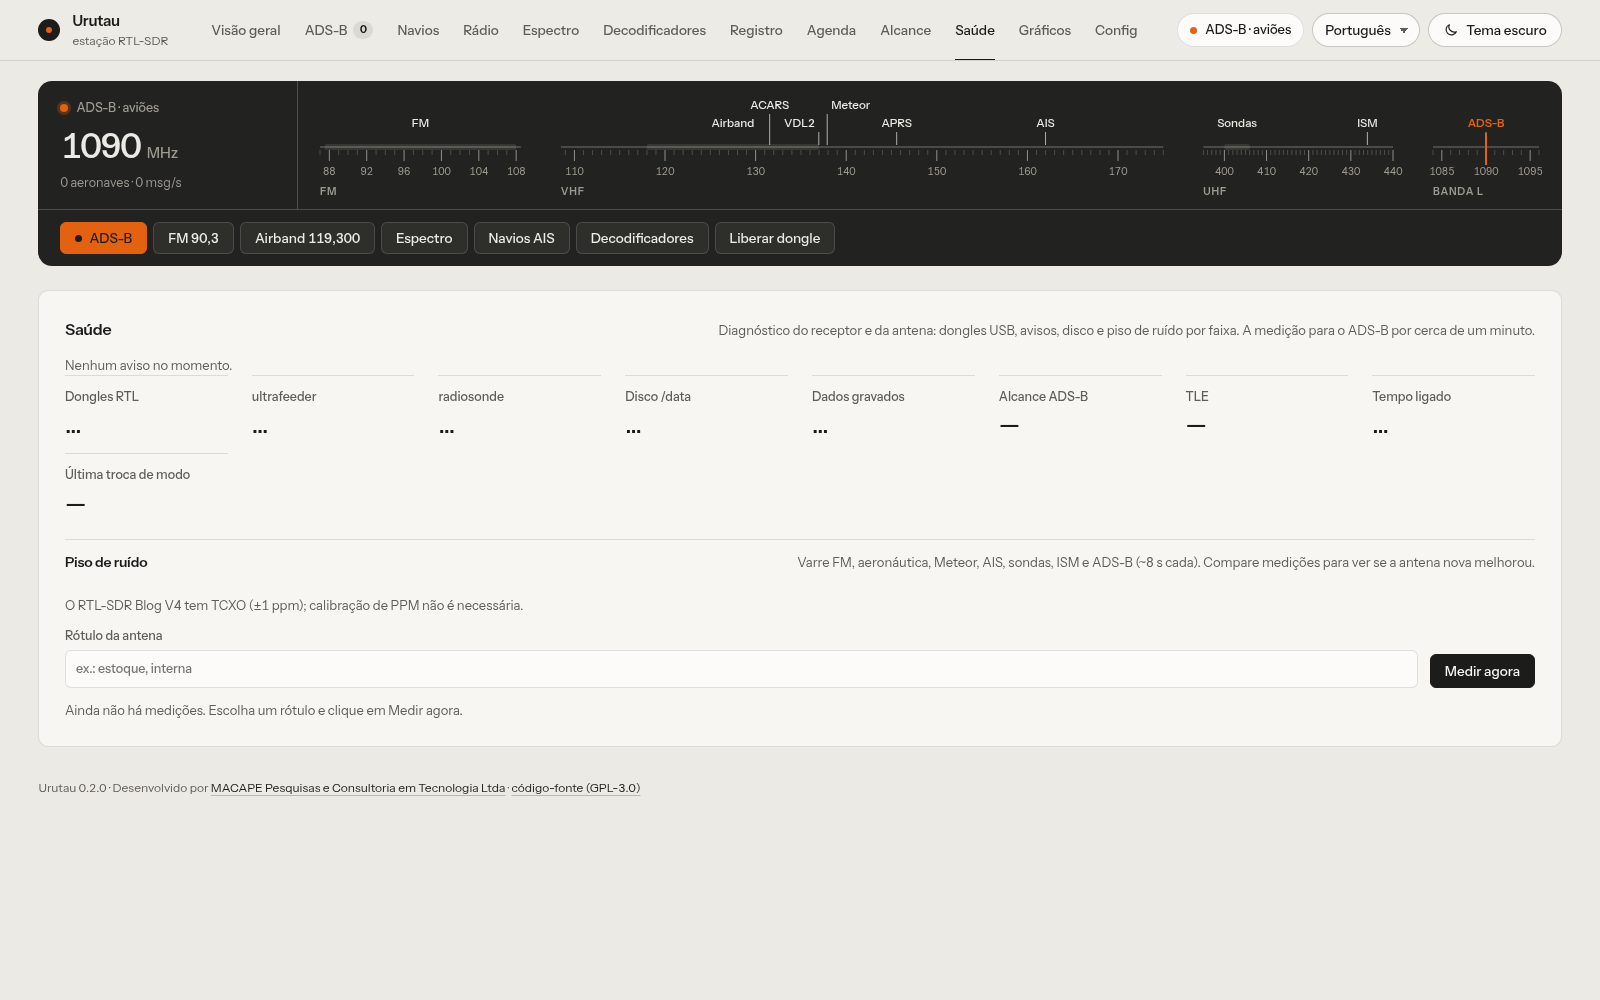 Urutau
estação RTL-SDR
Visão geral ADS-B 0 Navios Rádio Espectro Decodificadores Registro Agenda Alcance Saúde Gráficos Config
ADS-B · aviões Português Tema escuro
ADS-B · aviões
1090 MHz
0 aeronaves · 0 msg/s
ACARS Meteor
FM Airband VDL2 APRS AIS Sondas ISM ADS-B
88 92 96 100 104 108 110 120 130 140 150 160 170 400 410 420 430 440 1085 1090 1095
FM VHF UHF BANDA L
ADS-B FM 90,3 Airband 119,300 Espectro Navios AIS Decodificadores Liberar dongle
Saúde
Diagnóstico do receptor e da antena: dongles USB, avisos, disco e piso de ruído por faixa. A medição para o ADS-B por cerca de um minuto.
Nenhum aviso no momento.
Dongles RTL ultrafeeder radiosonde Disco /data Dados gravados Alcance ADS-B TLE Tempo ligado
... ... ... ... ... — — ...
Última troca de modo
—
Piso de ruído
Varre FM, aeronáutica, Meteor, AIS, sondas, ISM e ADS-B (~8 s cada). Compare medições para ver se a antena nova melhorou.
O RTL-SDR Blog V4 tem TCXO (±1 ppm); calibração de PPM não é necessária.
Rótulo da antena
ex.: estoque, interna
Medir agora
Ainda não há medições. Escolha um rótulo e clique em Medir agora.
Urutau 0.2.0 · Desenvolvido por MACAPE Pesquisas e Consultoria em Tecnologia Ltda · código-fonte (GPL-3.0)